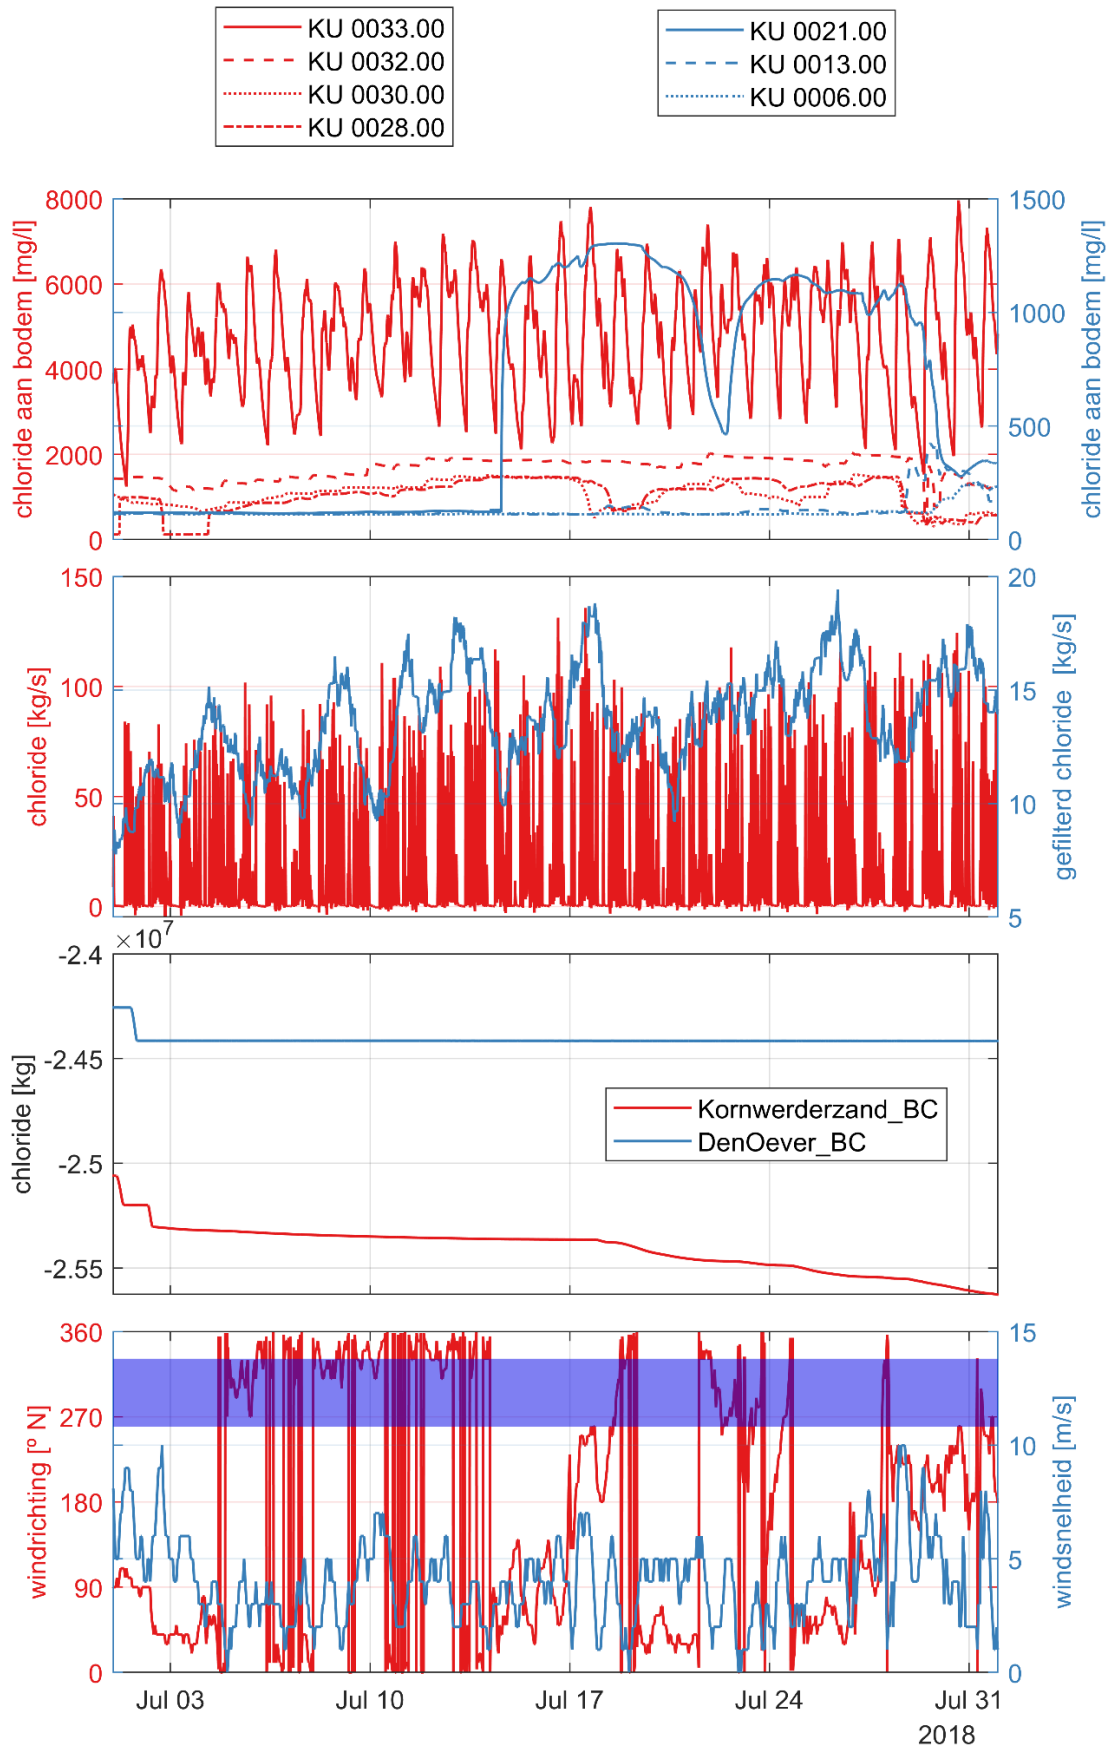 KU 0033.00
KU 0032.00
KU 0030.00
KU 0028.00
KU 0021.00
KU 0013.00
KU 0006.00
8000
6000
4000
2000
0
chloride aan bodem [mg/l]
1500
1000
500
0
chloride aan bodem [mg/l]
150
100
50
0
chloride [kg/s]
20
15
10
5
gefilterd chloride [kg/s]
×10⁷
-2.4
-2.45
-2.5
-2.55
chloride [kg]
Kornwerderzand_BC
DenOever_BC
360
270
180
90
0
windrichting [° N]
15
10
5
0
windsnelheid [m/s]
Jul 03 Jul 10 Jul 17 Jul 24 Jul 31
2018